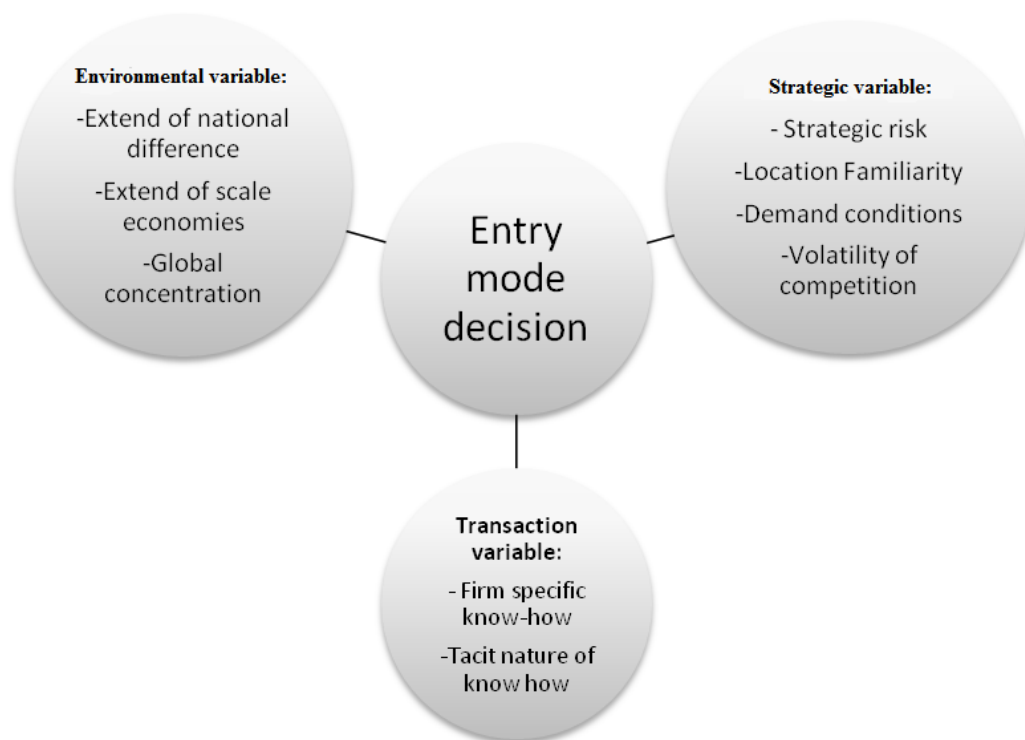 Environmental variable:
-Extend of national
difference
-Extend of scale
economies
-Global
concentration
Strategic variable:
- Strategic risk
-Location Familiarity
-Demand conditions
-Volatility of
competition
Entry
mode
decision
Transaction
variable:
- Firm specific
know-how
-Tacit nature of
know how